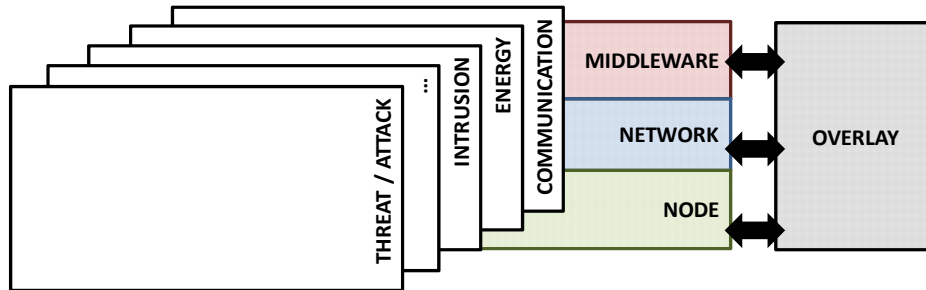 THREAT / ATTACK
...
INTRUSION
ENERGY
COMMUNICATION
MIDDLEWARE
NETWORK
NODE
OVERLAY